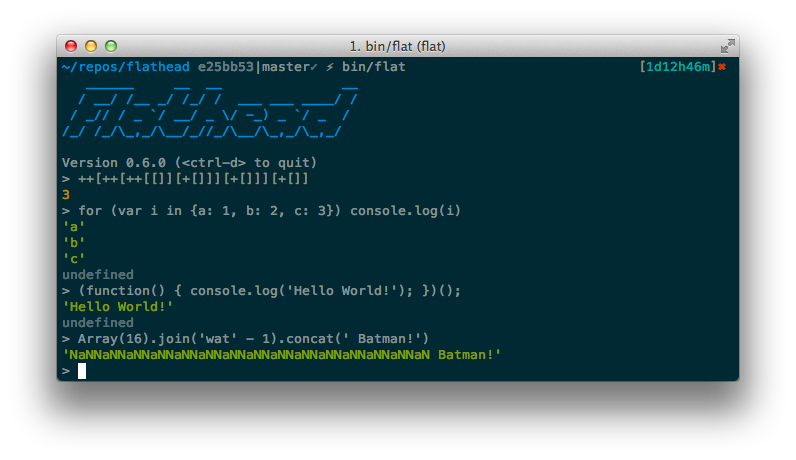 1. bin/flat (flat)
~/repos/flathead e25bb53|master✔ ⚡ bin/flat [1d12h46m]✖
flathead
Version 0.6.0 (<ctrl-d> to quit)
> ++[++[++[[]][+[]]][+[]]][+[]]
3
> for (var i in {a: 1, b: 2, c: 3}) console.log(i)
'a'
'b'
'c'
undefined
> (function() { console.log('Hello World!'); })();
'Hello World!'
undefined
> Array(16).join('wat' - 1).concat(' Batman!')
'NaNNaNNaNNaNNaNNaNNaNNaNNaNNaNNaNNaNNaNNaNNaN Batman!'
>